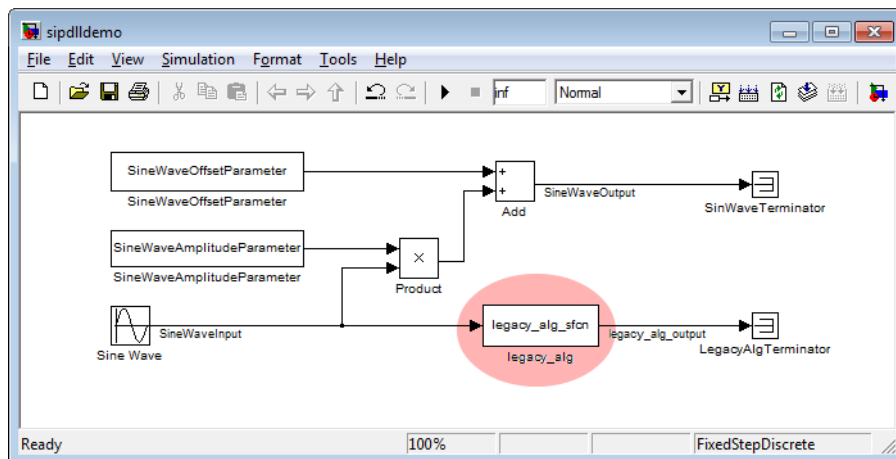 sipdlldemo
File Edit View Simulation Format Tools Help
inf Normal
SineWaveOffsetParameter
SineWaveOffsetParameter
+
+
Add
SineWaveOutput
SinWaveTerminator
SineWaveAmplitudeParameter
SineWaveAmplitudeParameter
×
Product
Sine Wave
SineWaveInput
legacy_alg_sfcn
legacy_alg
legacy_alg_output
LegacyAlgTerminator
Ready 100% FixedStepDiscrete